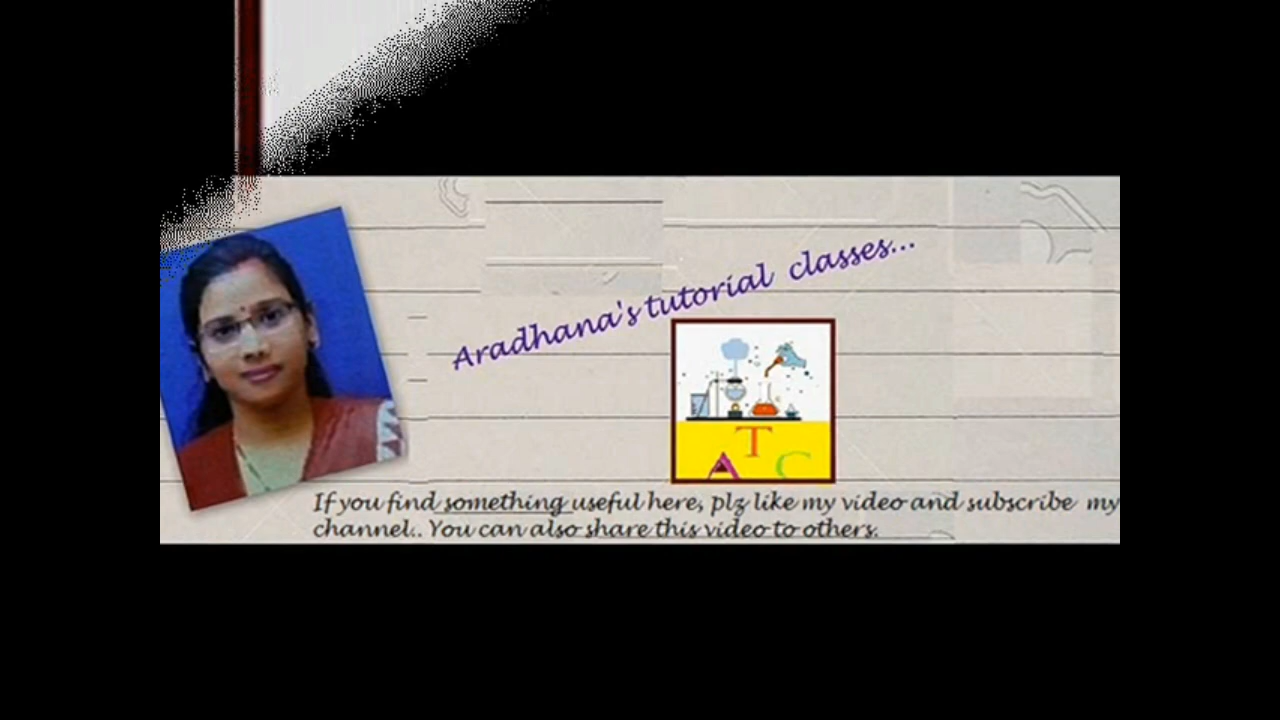 Aradhana's tutorial classes...
T
A C
If you find something useful here, plz like my video and subscribe my
channel.. You can also share this video to others.